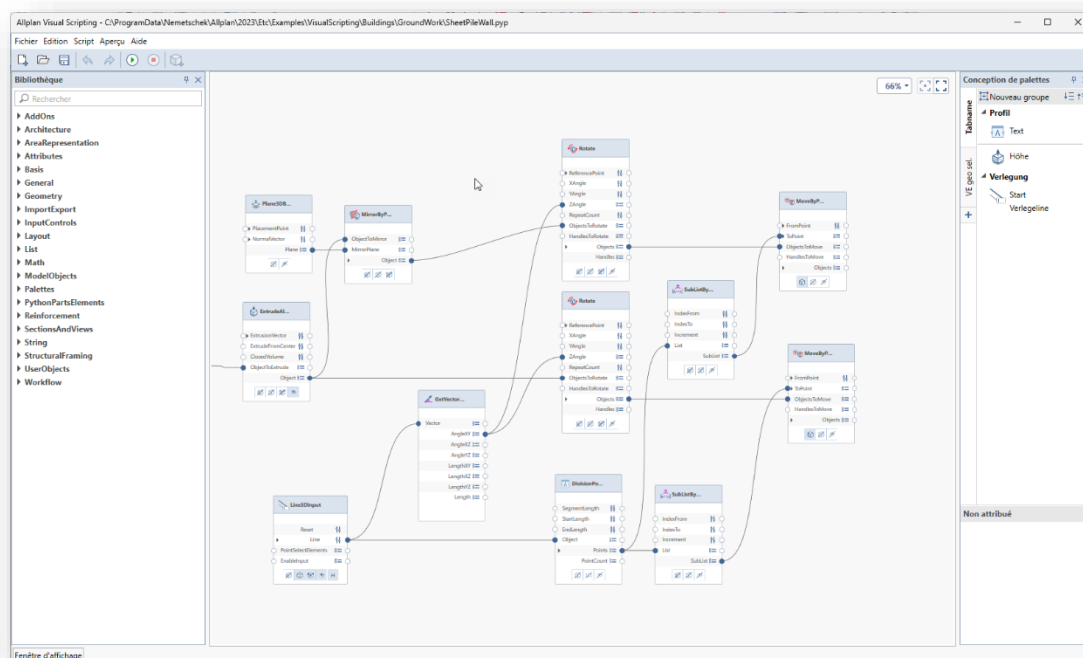 Allplan Visual Scripting - C:\ProgramData\Nemetschek\Allplan\2023\Etc\Examples\VisualScripting\Buildings\GroundWork\SheetPileWall.pyp
Fichier Edition Script Aperçu Aide
Bibliothèque
Rechercher
AddOns
Architecture
AreaRepresentation
Attributes
Basis
General
Geometry
ImportExport
InputControls
Layout
List
Math
ModelObjects
Palettes
PythonPartsElements
Reinforcement
SectionsAndViews
String
StructuralFraming
UserObjects
Workflow
66%
Plane3DB...
PlacementPoint
NormalVector
Plane
MirrorByP...
ObjectToMirror
MirrorPlane
Object
ExtrudeAl...
ExtrusionVector
ExtrudeFromCenter
ClosedVolume
ObjectToExtrude
Object
Rotate
ReferencePoint
XAngle
YAngle
ZAngle
RepeatCount
ObjectsToRotate
HandlesToRotate
Objects
Handles
Rotate
ReferencePoint
XAngle
YAngle
ZAngle
RepeatCount
ObjectsToRotate
HandlesToRotate
Objects
Handles
GetVector...
Vector
AngleXY
AngleXZ
AngleYZ
LengthXY
LengthXZ
LengthYZ
Length
Line3DInput
Reset
Line
PointSelectElements
EnableInput
DivisionPo...
SegmentLength
StartLength
EndLength
Object
Points
PointCount
SubListBy...
IndexFrom
IndexTo
Increment
List
SubList
SubListBy...
IndexFrom
IndexTo
Increment
List
SubList
MoveByP...
FromPoint
ToPoint
ObjectsToMove
HandlesToMove
Objects
MoveByP...
FromPoint
ToPoint
ObjectsToMove
HandlesToMove
Objects
Conception de palettes
Nouveau groupe
Tabname
VE geo sel.
Profil
Text
Höhe
Verlegung
Start
Verlegeline
Non attribué
Fenêtre d'affichage